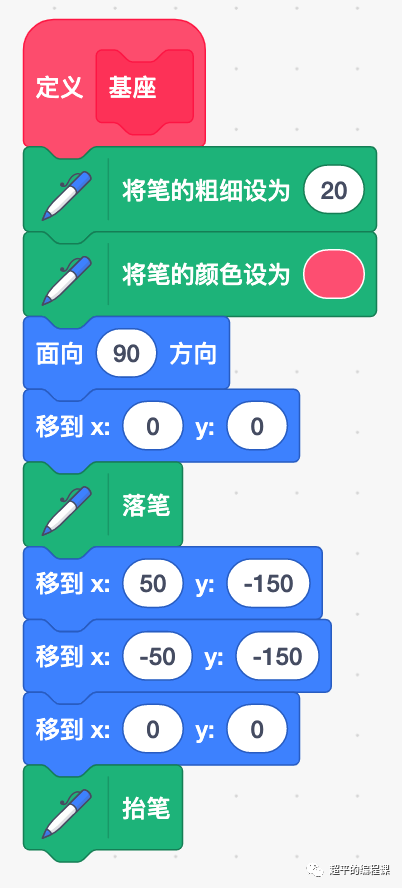 定义 基座
将笔的粗细设为 20
将笔的颜色设为
面向 90 方向
移到 x: 0 y: 0
落笔
移到 x: 50 y: -150
移到 x: -50 y: -150
移到 x: 0 y: 0
抬笔
超平的编程课